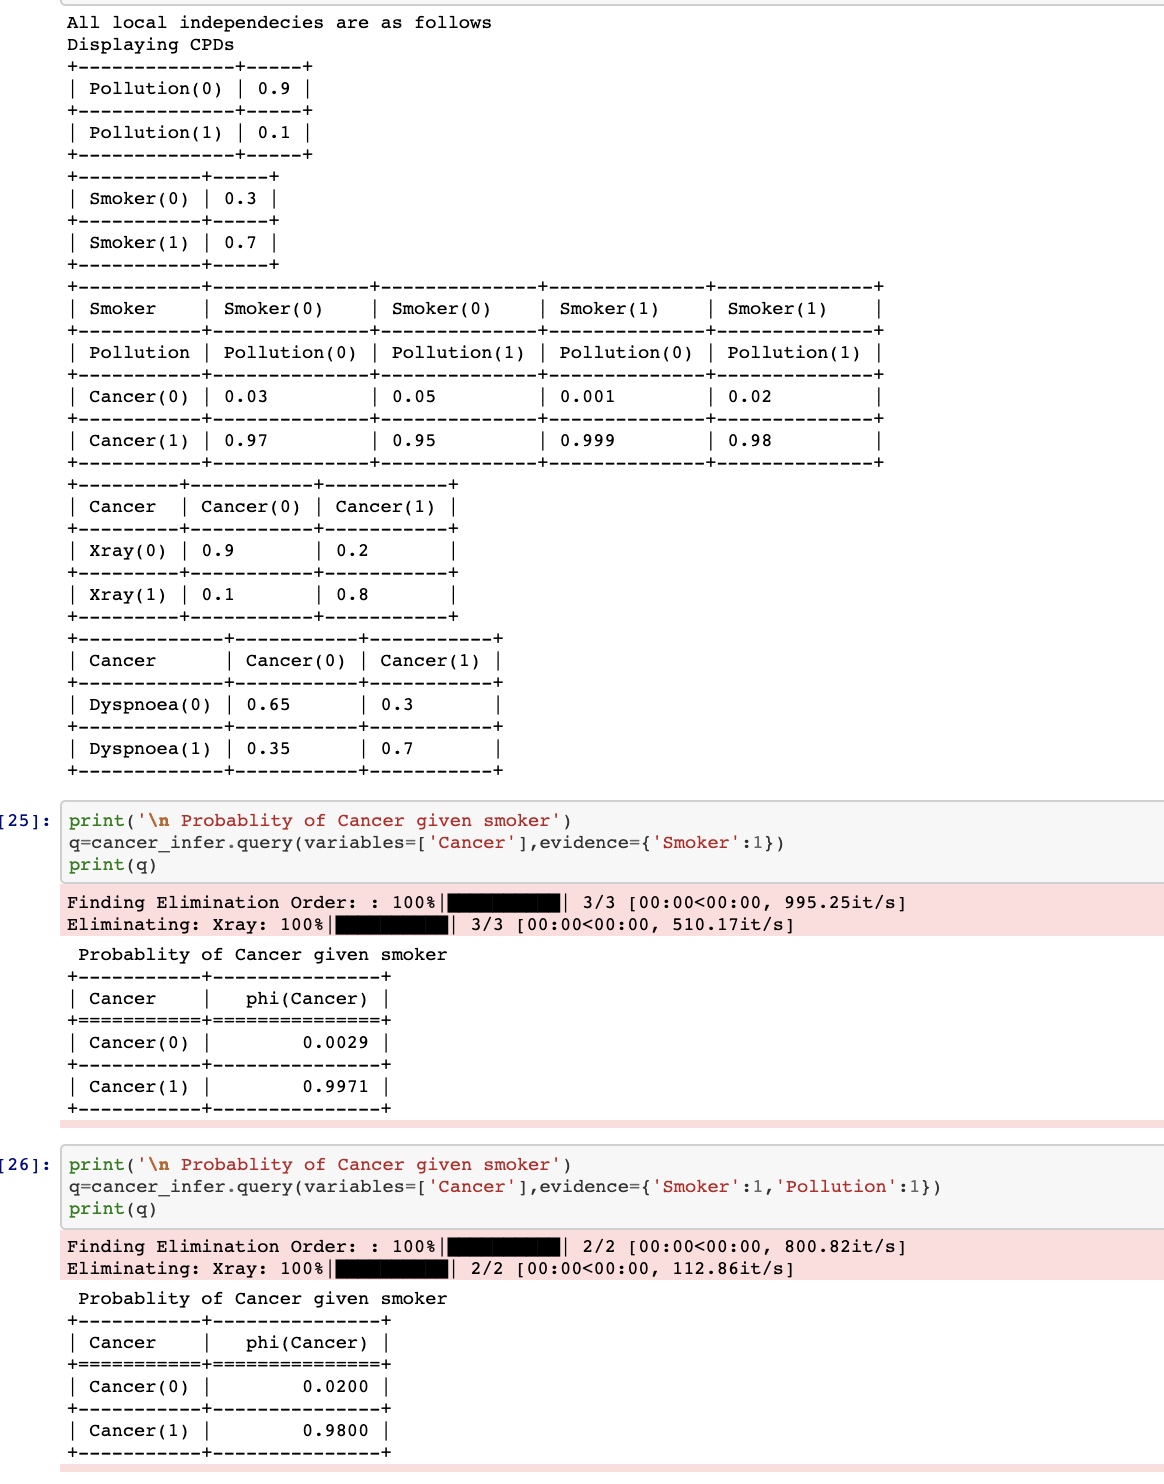 All local independecies are as follows
Displaying CPDs
+--------------+-----+
| Pollution(0) | 0.9 |
+--------------+-----+
| Pollution(1) | 0.1 |
+--------------+-----+
+-----------+-----+
| Smoker(0) | 0.3 |
+-----------+-----+
| Smoker(1) | 0.7 |
+-----------+-----+
+-----------+--------------+--------------+--------------+--------------+
| Smoker    | Smoker(0)    | Smoker(0)    | Smoker(1)    | Smoker(1)    |
+-----------+--------------+--------------+--------------+--------------+
| Pollution | Pollution(0) | Pollution(1) | Pollution(0) | Pollution(1) |
+-----------+--------------+--------------+--------------+--------------+
| Cancer(0) | 0.03         | 0.05         | 0.001        | 0.02         |
+-----------+--------------+--------------+--------------+--------------+
| Cancer(1) | 0.97         | 0.95         | 0.999        | 0.98         |
+-----------+--------------+--------------+--------------+--------------+
+---------+-----------+-----------+
| Cancer  | Cancer(0) | Cancer(1) |
+---------+-----------+-----------+
| Xray(0) | 0.9       | 0.2       |
+---------+-----------+-----------+
| Xray(1) | 0.1       | 0.8       |
+---------+-----------+-----------+
+-------------+-----------+-----------+
| Cancer      | Cancer(0) | Cancer(1) |
+-------------+-----------+-----------+
| Dyspnoea(0) | 0.65      | 0.3       |
+-------------+-----------+-----------+
| Dyspnoea(1) | 0.35      | 0.7       |
+-------------+-----------+-----------+
[25]: print('\n Probablity of Cancer given smoker')
q=cancer_infer.query(variables=['Cancer'],evidence={'Smoker':1})
print(q)
Finding Elimination Order: : 100%|██████████| 3/3 [00:00<00:00, 995.25it/s]
Eliminating: Xray: 100%|██████████| 3/3 [00:00<00:00, 510.17it/s]
Probablity of Cancer given smoker
+-----------+---------------+
| Cancer    |   phi(Cancer) |
+===========+===============+
| Cancer(0) |        0.0029 |
+-----------+---------------+
| Cancer(1) |        0.9971 |
+-----------+---------------+
[26]: print('\n Probablity of Cancer given smoker')
q=cancer_infer.query(variables=['Cancer'],evidence={'Smoker':1,'Pollution':1})
print(q)
Finding Elimination Order: : 100%|██████████| 2/2 [00:00<00:00, 800.82it/s]
Eliminating: Xray: 100%|██████████| 2/2 [00:00<00:00, 112.86it/s]
Probablity of Cancer given smoker
+-----------+---------------+
| Cancer    |   phi(Cancer) |
+===========+===============+
| Cancer(0) |        0.0200 |
+-----------+---------------+
| Cancer(1) |        0.9800 |
+-----------+---------------+